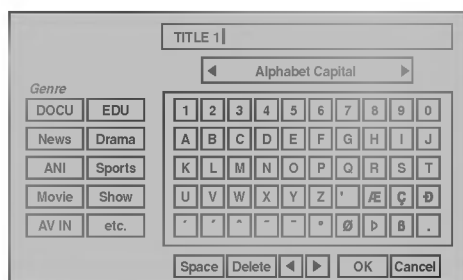 TITLE 1
Alphabet Capital
Genre
DOCU EDU
News Drama
ANI Sports
Movie Show
AV IN etc.
1 2 3 4 5 6 7 8 9 0
A B C D E F G H I J
K L M N O P Q R S T
U V W X Y Z ' Æ Ç Ð
Ø Þ ß .
Space Delete ◀ ▶ OK Cancel